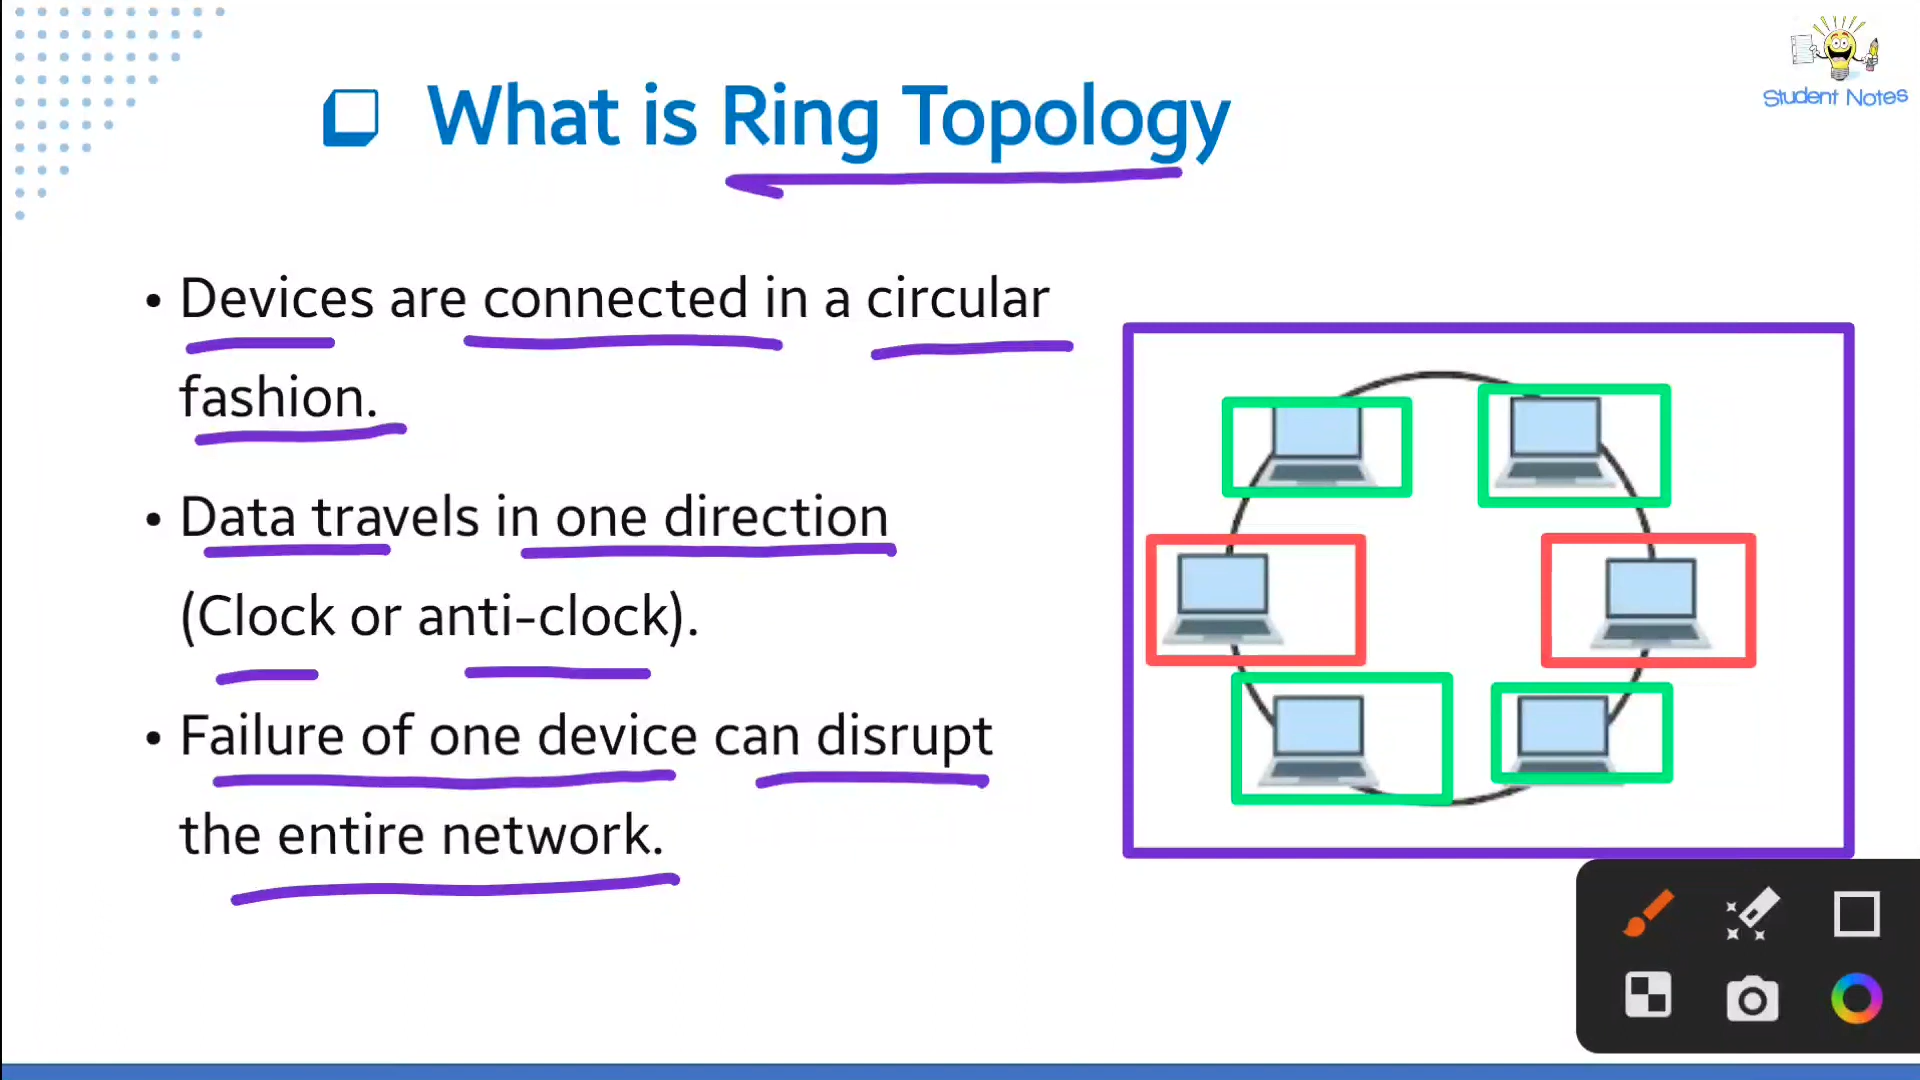 Student Notes
What is Ring Topology
• Devices are connected in a circular
fashion.
• Data travels in one direction
(Clock or anti-clock).
• Failure of one device can disrupt
the entire network.